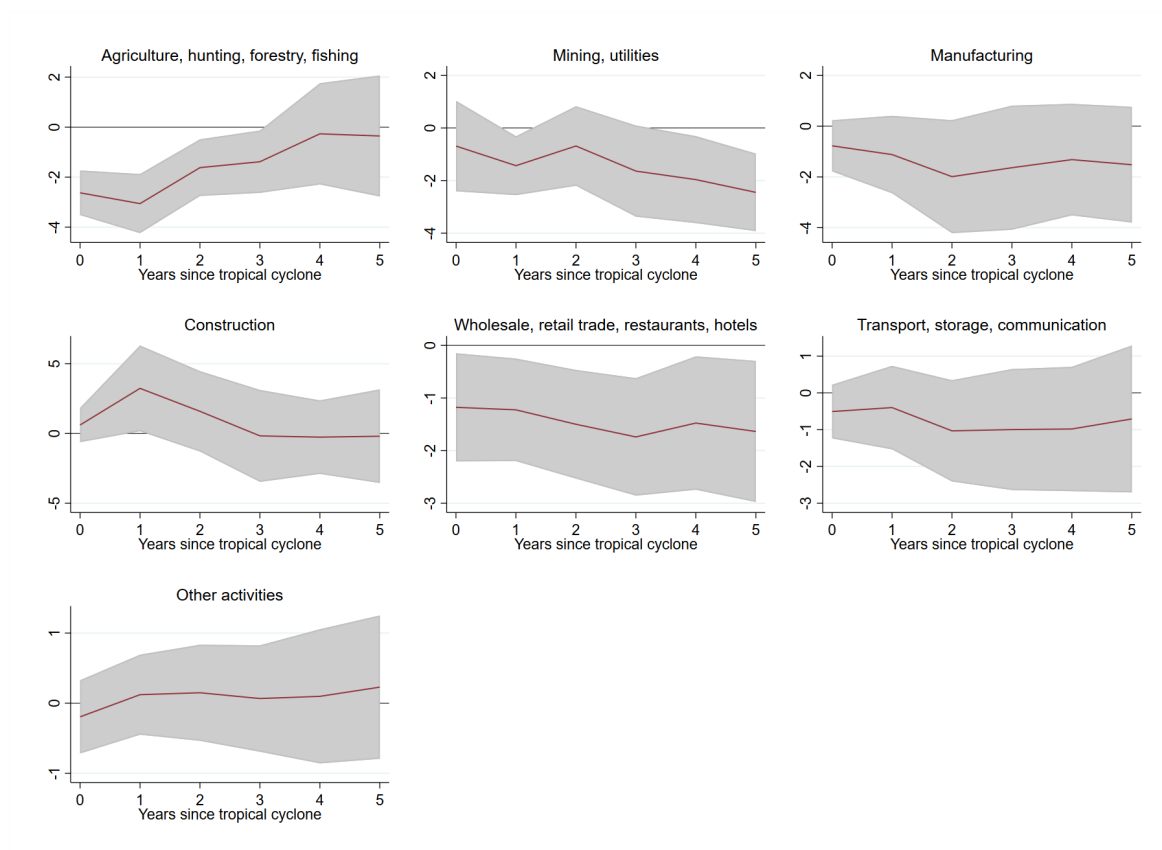 Agriculture, hunting, forestry, fishing
2
0
-2
-4
0 1 2 3 4 5
Years since tropical cyclone
Mining, utilities
2
0
-2
-4
0 1 2 3 4 5
Years since tropical cyclone
Manufacturing
2
0
-2
-4
0 1 2 3 4 5
Years since tropical cyclone
Construction
5
0
-5
0 1 2 3 4 5
Years since tropical cyclone
Wholesale, retail trade, restaurants, hotels
0
-1
-2
-3
0 1 2 3 4 5
Years since tropical cyclone
Transport, storage, communication
1
0
-1
-2
-3
0 1 2 3 4 5
Years since tropical cyclone
Other activities
1
0
-1
0 1 2 3 4 5
Years since tropical cyclone